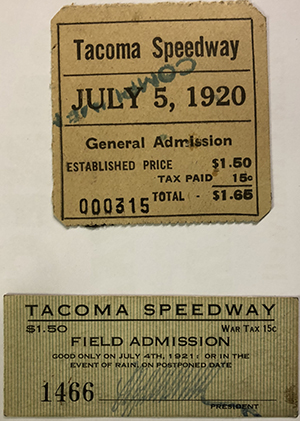 Tacoma Speedway
JULY 5, 1920
General Admission
ESTABLISHED PRICE $1.50
TAX PAID 15c
TOTAL - $1.65
000315
TACOMA SPEEDWAY
$1.50 WAR TAX 15c
FIELD ADMISSION
GOOD ONLY ON JULY 4TH, 1921: OR IN THE
EVENT OF RAIN, ON POSTPONED DATE
1466
PRESIDENT